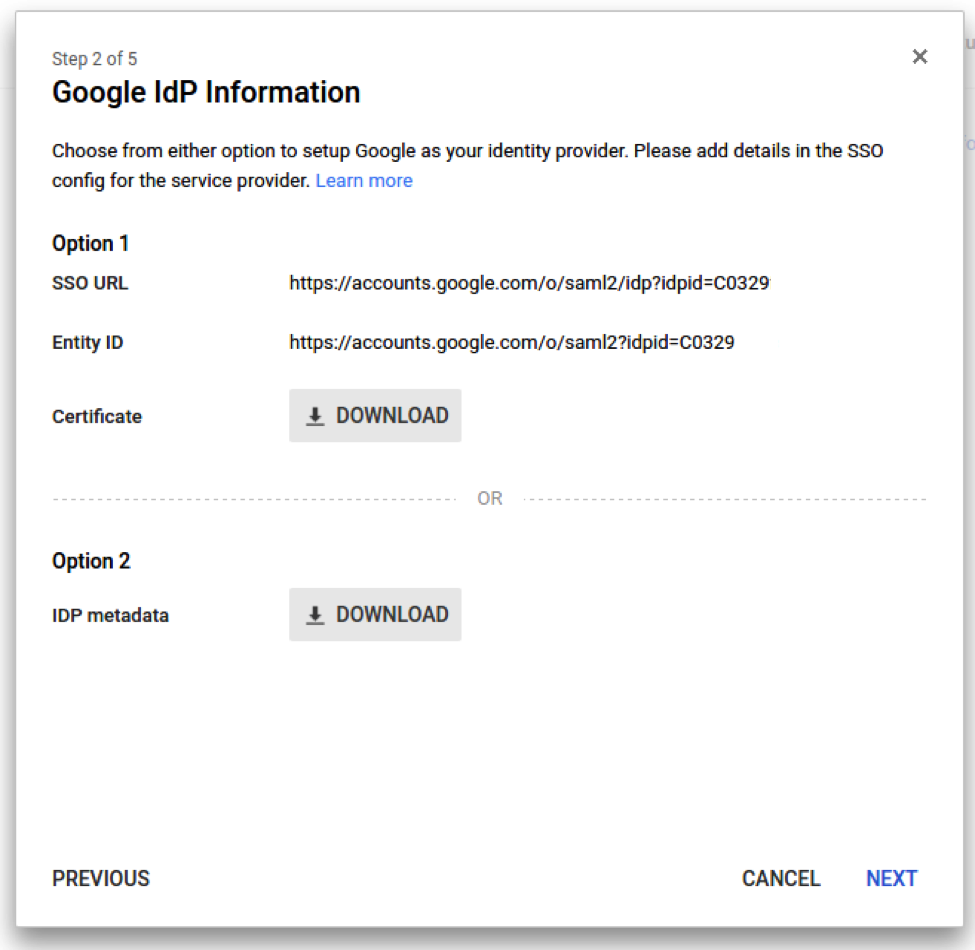 Step 2 of 5
Google IdP Information
Choose from either option to setup Google as your identity provider. Please add details in the SSO
config for the service provider. Learn more
Option 1
SSO URL https://accounts.google.com/o/saml2/idp?idpid=C0329
Entity ID https://accounts.google.com/o/saml2?idpid=C0329
Certificate DOWNLOAD
OR
Option 2
IDP metadata DOWNLOAD
PREVIOUS CANCEL NEXT